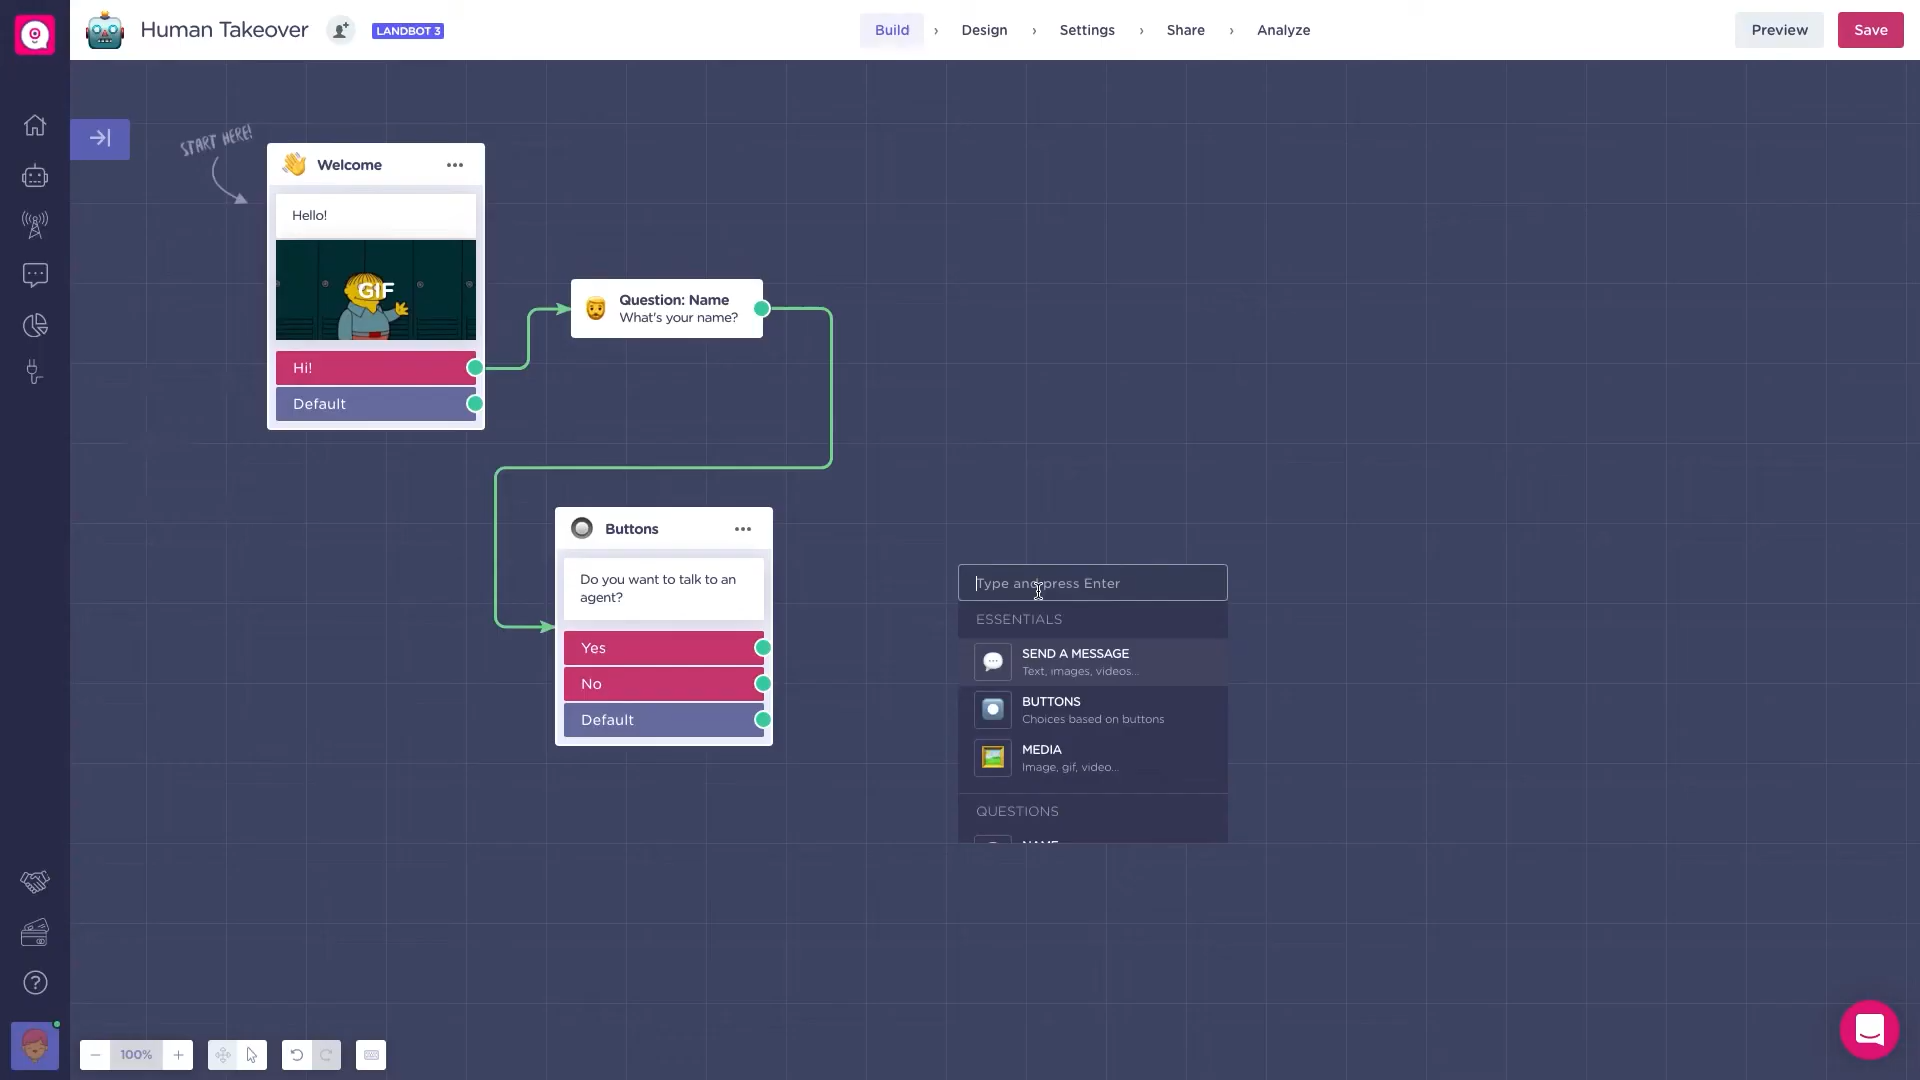 Human Takeover
LANDBOT 3
Build
Design
Settings
Share
Analyze
Preview
Save
START HERE!
Welcome
Hello!
GIF
Hi!
Default
Question: Name
What's your name?
Buttons
Do you want to talk to an
agent?
Yes
No
Default
Type and press Enter
ESSENTIALS
SEND A MESSAGE
Text, images, videos...
BUTTONS
Choices based on buttons
MEDIA
Image, gif, video...
QUESTIONS
NAME
100%